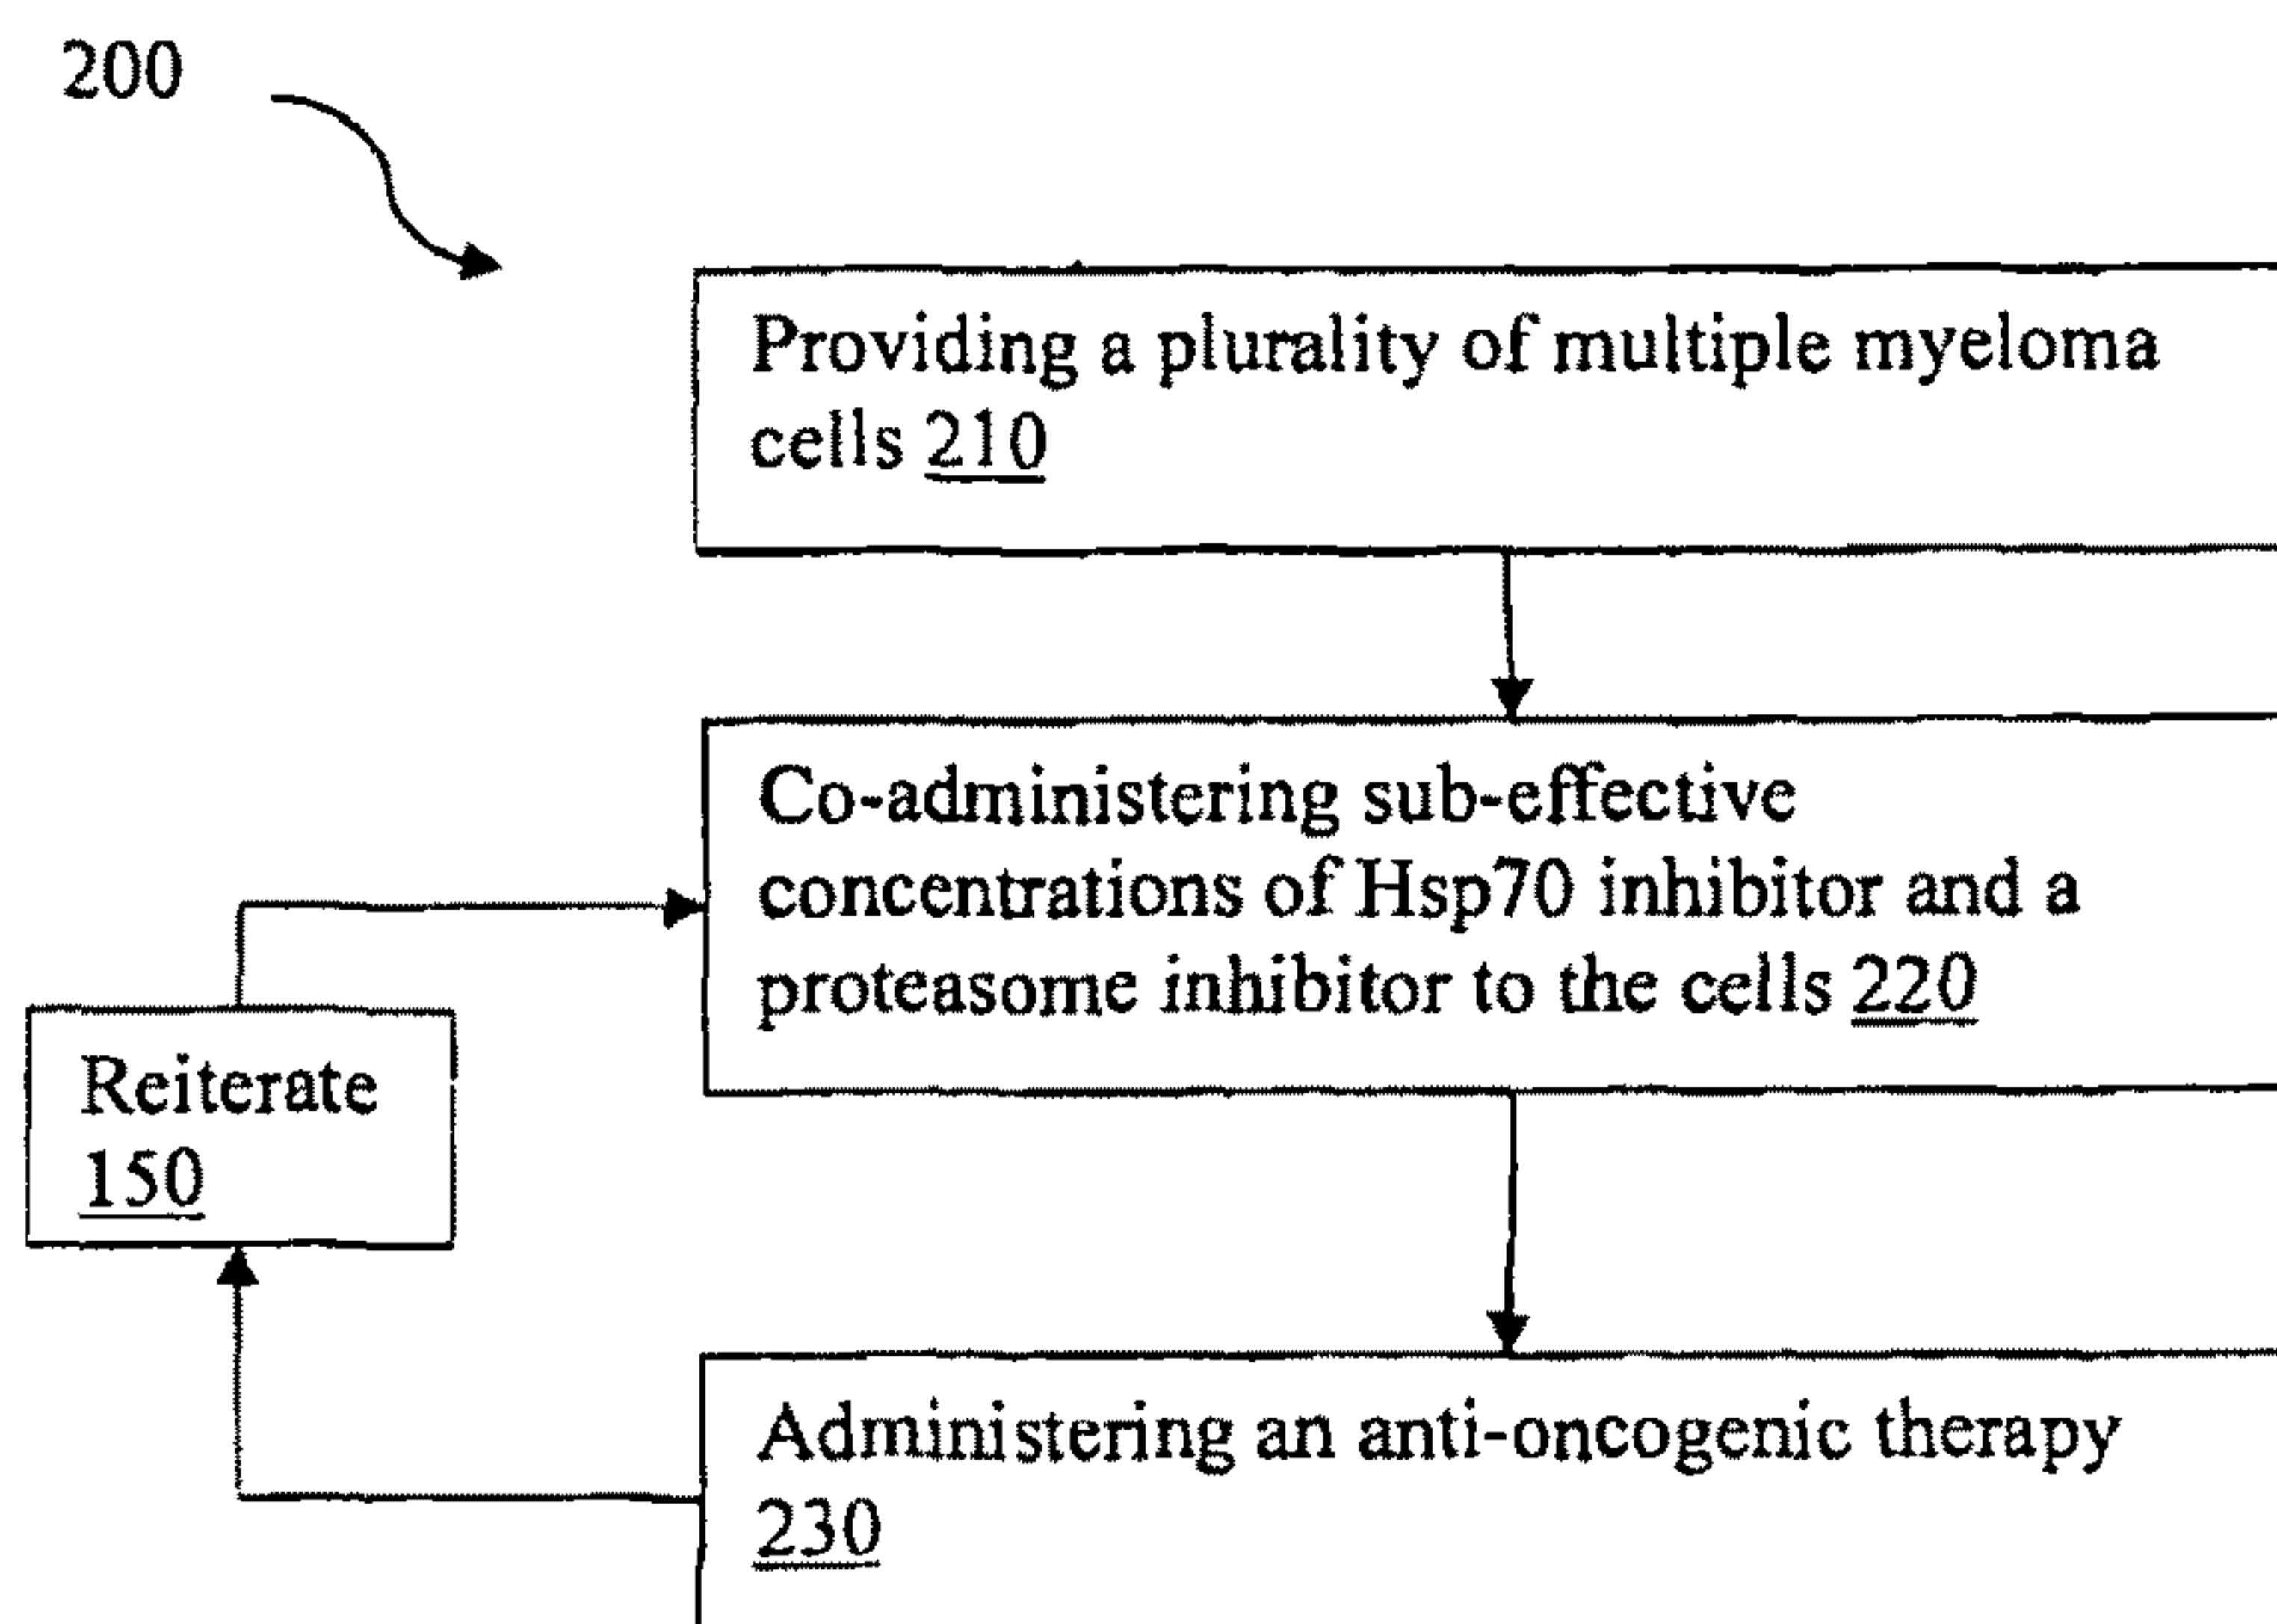 200
Providing a plurality of multiple myeloma
cells 210
Co-administering sub-effective
concentrations of Hsp70 inhibitor and a
proteasome inhibitor to the cells 220
Reiterate
150
Administering an anti-oncogenic therapy
230